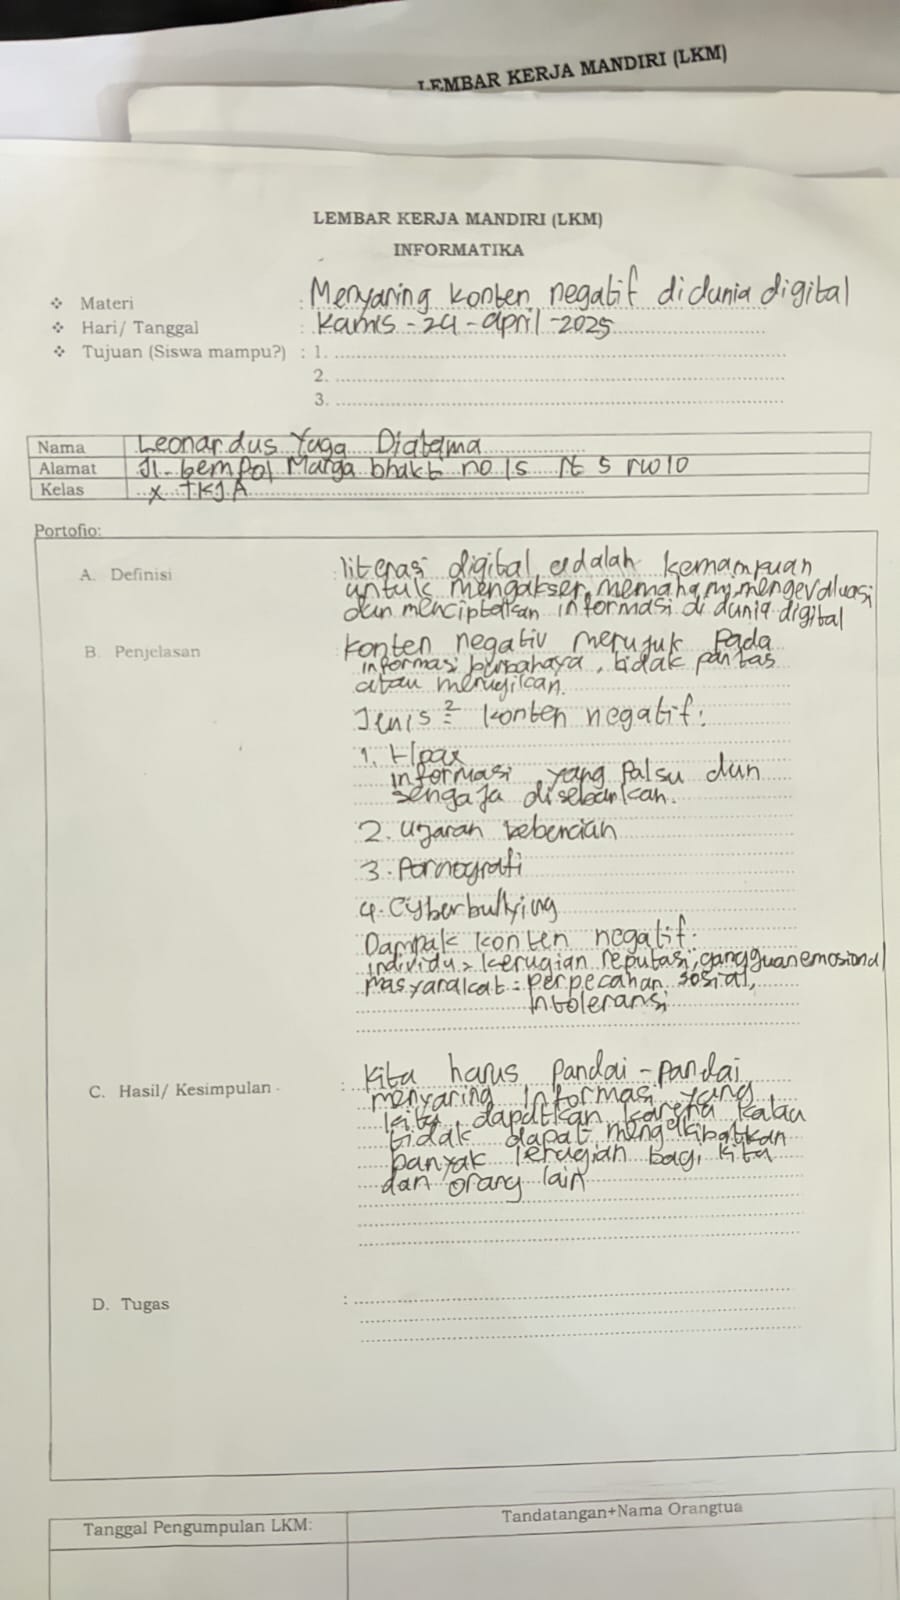 LEMBAR KERJA MANDIRI (LKM)
LEMBAR KERJA MANDIRI (LKM)
INFORMATIKA
❖ Materi : Menyaring konten negatif didunia digital
❖ Hari/ Tanggal : Kamis - 24 - april - 2025
❖ Tujuan (Siswa mampu?) : 1.
2.
3.
Nama Leonardus Yuga
Alamat Jl. Marga bhakti no 15 Rt 5 rw 10
Kelas X TKJ A
Portofio:
A. Definisi : literasi digital adalah kemampuan
untuk mengakses, memahami, mengevaluasi
dan menciptakan informasi di dunia digital
B. Penjelasan : Konten negativ merujuk Pada
informasi berbahaya, tidak pantas
atau merugikan.
Jenis² konten negatif:
1. Hoax
informasi yang palsu dan
sengaja disebarkan.
2. Ujaran kebencian
3. Pornografi
4. Cyberbullying
Dampak konten negatif:
individu > kerugian reputasi, gangguan emosional
Masyarakat : perpecahan sosial,
Intoleransi
C. Hasil/ Kesimpulan : Kita harus Pandai - Pandai
menyaring informasi yang
kita dapatkan karena kalau
tidak dapat mengakibatkan
banyak kerugian bagi kita
dan orang lain
D. Tugas :
Tanggal Pengumpulan LKM: Tandatangan+Nama Orangtua